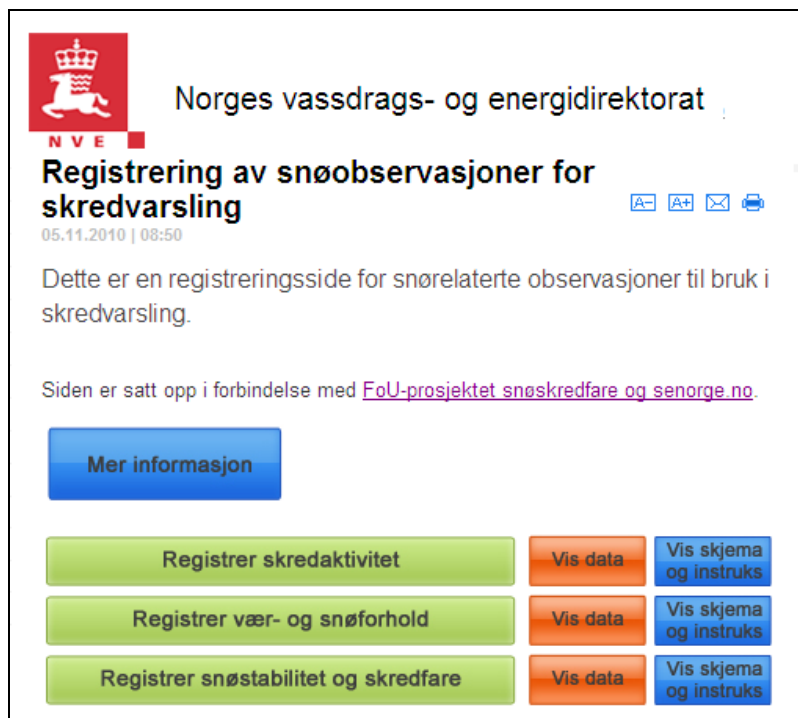 NVE
Norges vassdrags- og energidirektorat
Registrering av snøobservasjoner for
skredvarsling
A- A+
05.11.2010 | 08:50
Dette er en registreringsside for snørelaterte observasjoner til bruk i
skredvarsling.
Siden er satt opp i forbindelse med FoU-prosjektet snøskredfare og senorge.no.
Mer informasjon
Registrer skredaktivitet
Vis data
Vis skjema
og instruks
Registrer vær- og snøforhold
Vis data
Vis skjema
og instruks
Registrer snøstabilitet og skredfare
Vis data
Vis skjema
og instruks